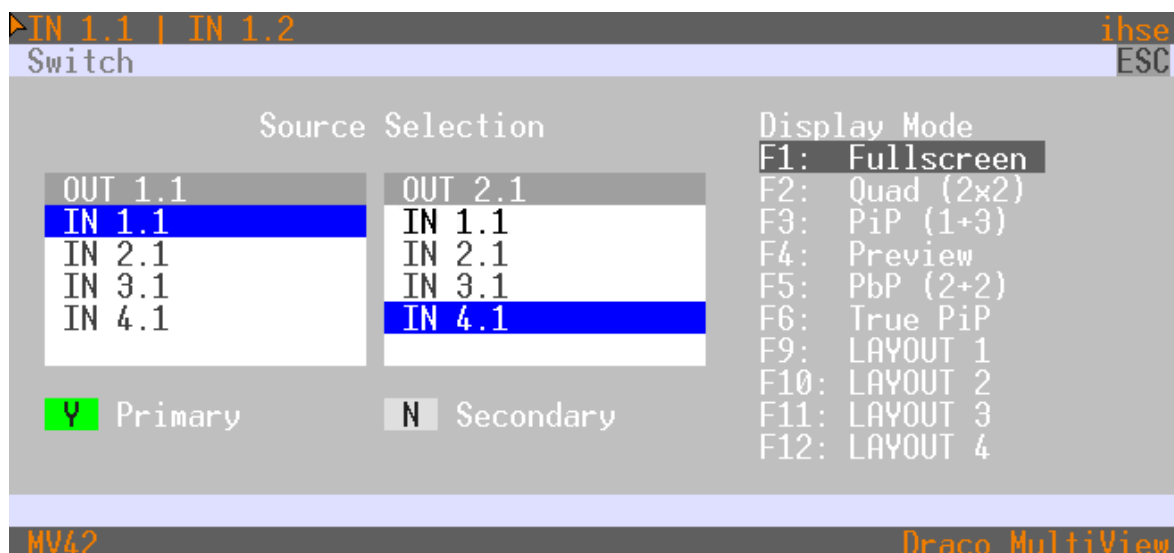 IN 1.1 | IN 1.2 ihse
Switch ESC
Source Selection
OUT 1.1
IN 1.1
IN 2.1
IN 3.1
IN 4.1
Y Primary
OUT 2.1
IN 1.1
IN 2.1
IN 3.1
IN 4.1
N Secondary
Display Mode
F1: Fullscreen
F2: Quad (2x2)
F3: PiP (1+3)
F4: Preview
F5: PbP (2+2)
F6: True PiP
F9: LAYOUT 1
F10: LAYOUT 2
F11: LAYOUT 3
F12: LAYOUT 4
MV42 Draco MultiView